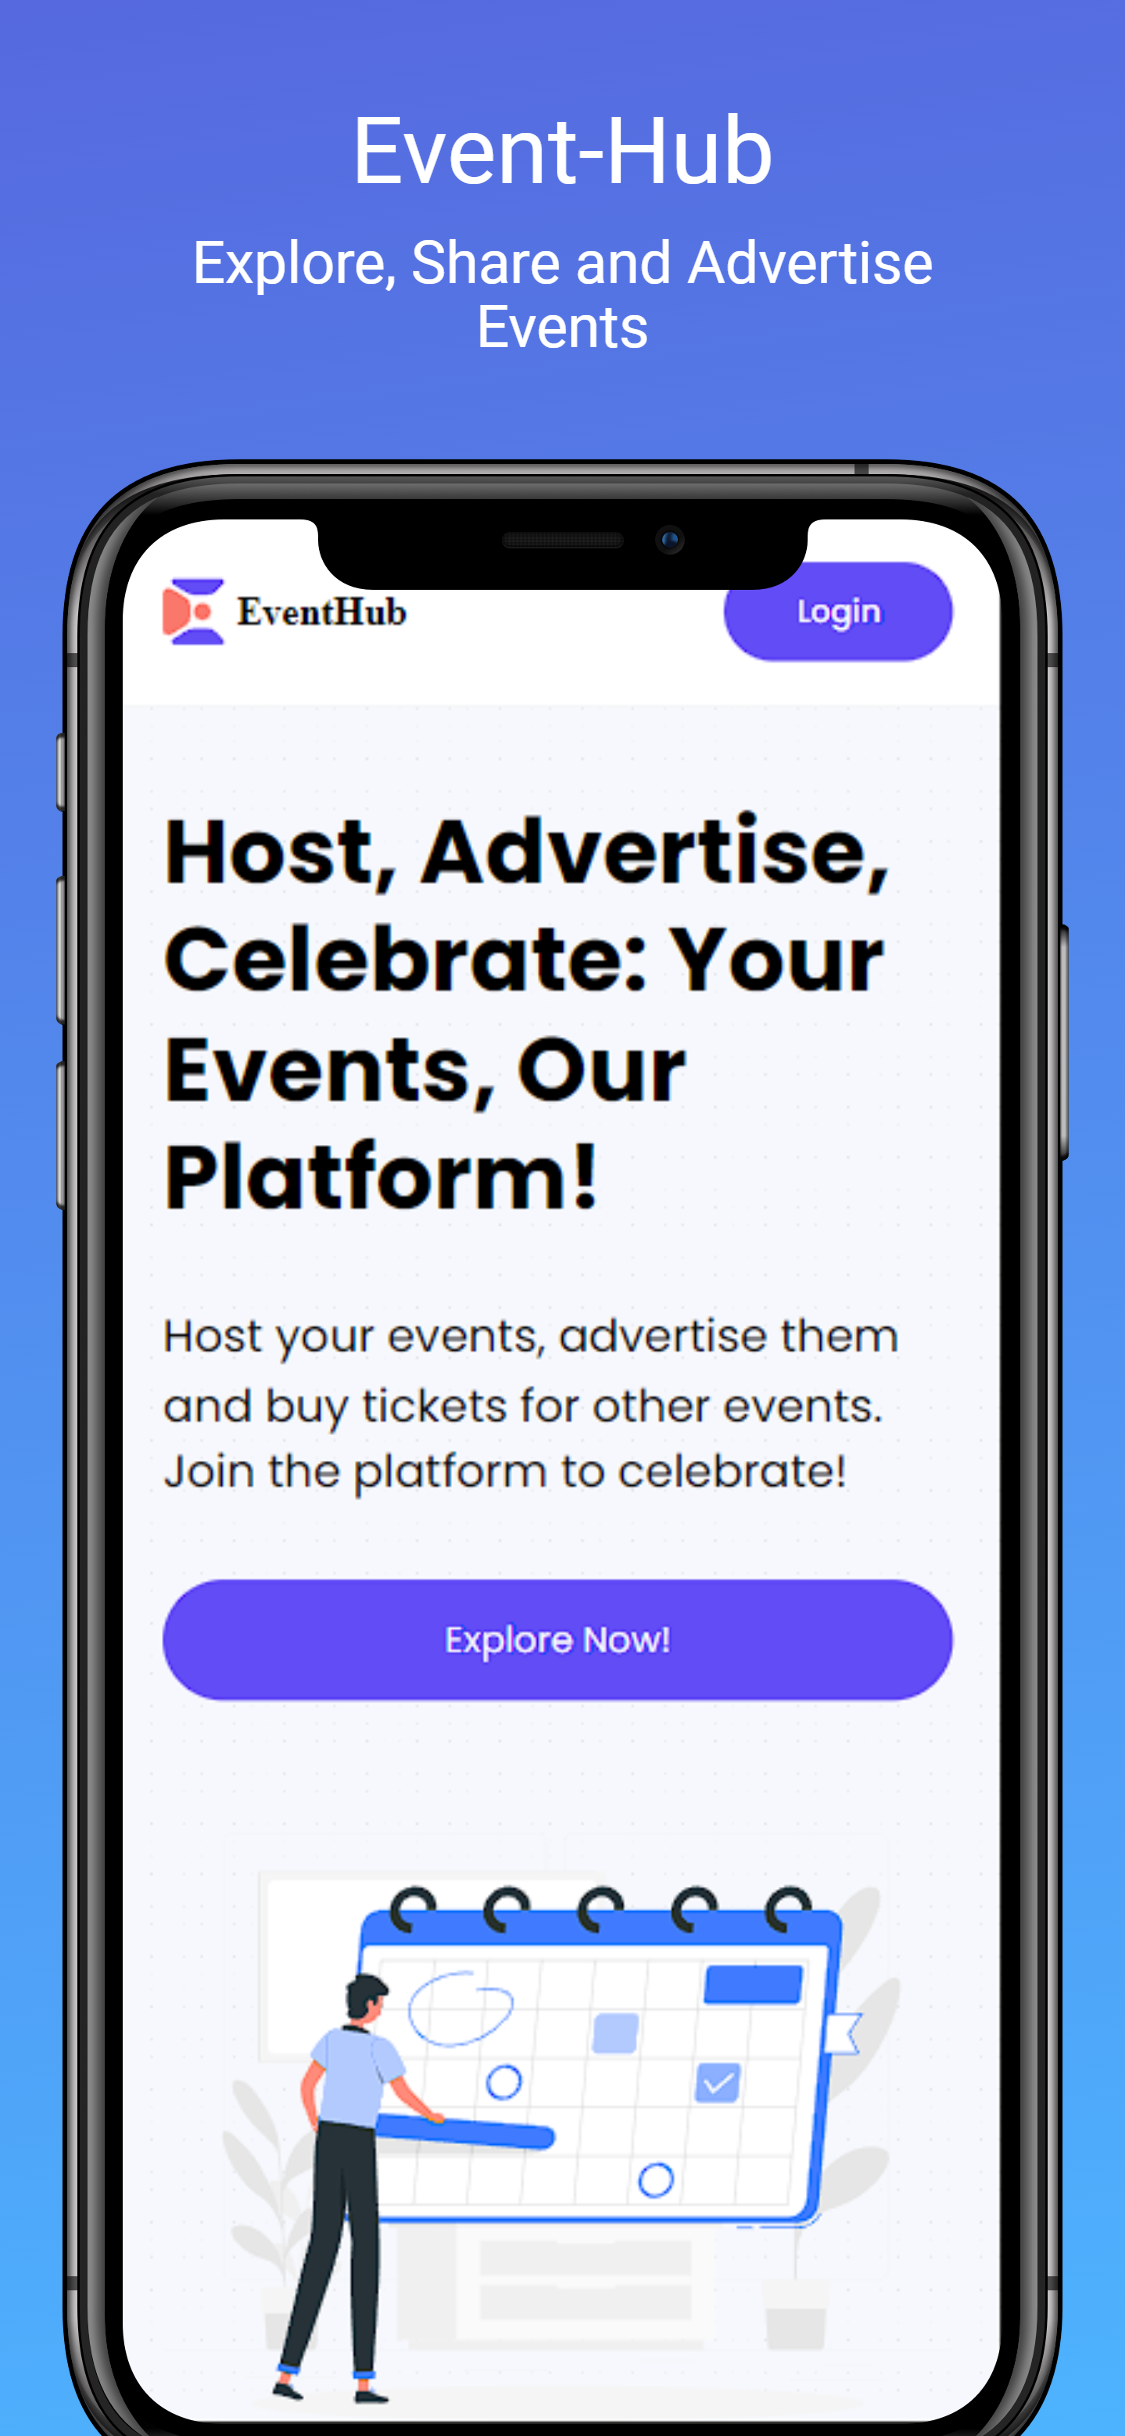 Event-Hub
Explore, Share and Advertise
Events
EventHub
Login
Host, Advertise,
Celebrate: Your
Events, Our
Platform!
Host your events, advertise them
and buy tickets for other events.
Join the platform to celebrate!
Explore Now!